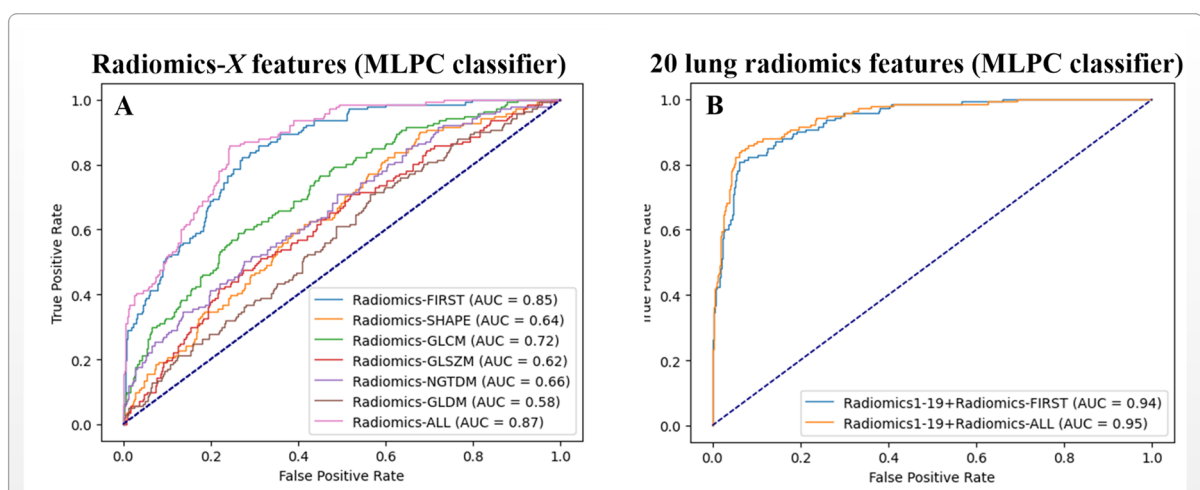 Radiomics-X features (MLPC classifier)
A
1.0
0.8
0.6
0.4
0.2
0.0
True Positive Rate
Radiomics-FIRST (AUC = 0.85)
Radiomics-SHAPE (AUC = 0.64)
Radiomics-GLCM (AUC = 0.72)
Radiomics-GLSZM (AUC = 0.62)
Radiomics-NGTDM (AUC = 0.66)
Radiomics-GLDM (AUC = 0.58)
Radiomics-ALL (AUC = 0.87)
0.0 0.2 0.4 0.6 0.8 1.0
False Positive Rate
20 lung radiomics features (MLPC classifier)
B
1.0
0.8
0.6
0.4
0.2
0.0
True Positive Rate
Radiomics1-19+Radiomics-FIRST (AUC = 0.94)
Radiomics1-19+Radiomics-ALL (AUC = 0.95)
0.0 0.2 0.4 0.6 0.8 1.0
False Positive Rate